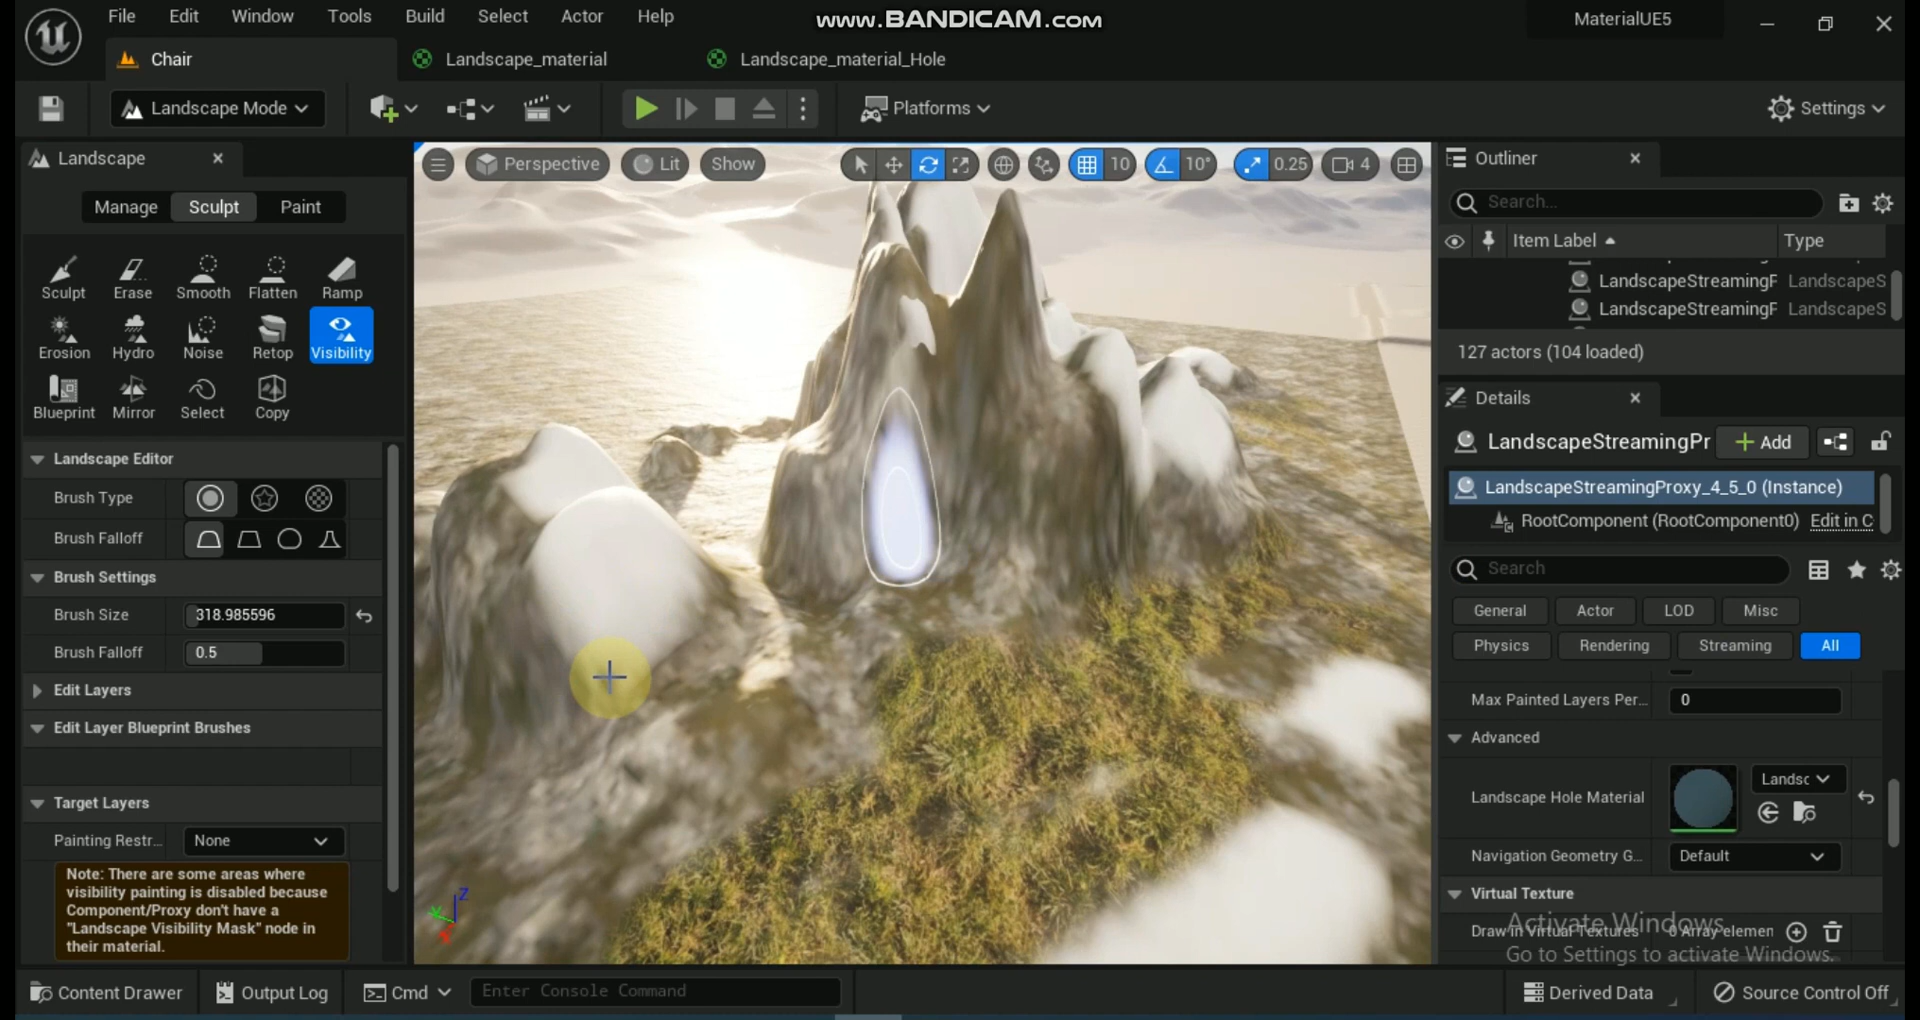 File Edit Window Tools Build Select Actor Help
www.BANDICAM.com
MaterialUE5
Chair
Landscape_material
Landscape_material_Hole
Landscape Mode
Platforms
Settings
Landscape
Manage Sculpt Paint
Sculpt Erase Smooth Flatten Ramp
Erosion Hydro Noise Retop Visibility
Blueprint Mirror Select Copy
Landscape Editor
Brush Type
Brush Falloff
Brush Settings
Brush Size 318.985596
Brush Falloff 0.5
Edit Layers
Edit Layer Blueprint Brushes
Target Layers
Painting Restr... None
Note: There are some areas where
visibility painting is disabled because
Component/Proxy don't have a
"Landscape Visibility Mask" node in
their material.
Perspective Lit Show 10 10° 0.25 4
Z
Outliner
Search...
Item Label Type
LandscapeStreamingF LandscapeS
LandscapeStreamingF LandscapeS
127 actors (104 loaded)
Details
LandscapeStreamingPr Add
LandscapeStreamingProxy_4_5_0 (Instance)
RootComponent (RootComponent0) Edit in C
Search
General Actor LOD Misc
Physics Rendering Streaming All
Max Painted Layers Per... 0
Advanced
Landscape Hole Material Landsc
Navigation Geometry G... Default
Virtual Texture
Draw in Virtual Textures 0 Array elemen
Activate Windows
Go to Settings to activate Windows.
Content Drawer Output Log Cmd Enter Console Command
Derived Data Source Control Off